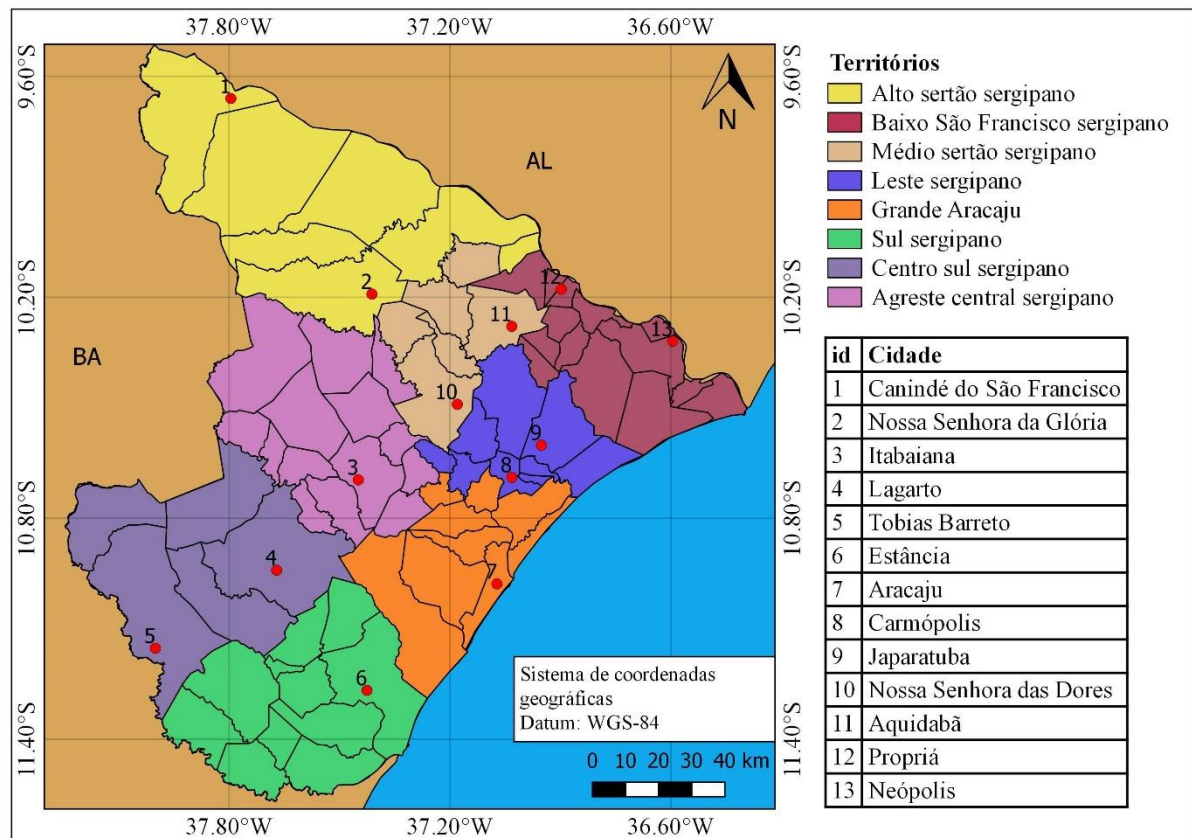 37.80°W 37.20°W 36.60°W
9.60°S 9.60°S
10.20°S 10.20°S
10.80°S 10.80°S
11.40°S 11.40°S
N
AL
BA
1
2
12
11
13
10
9
3
8
4
5
6
Sistema de coordenadas
geográficas
Datum: WGS-84
0 10 20 30 40 km
37.80°W 37.20°W 36.60°W
Territórios
Alto sertão sergipano
Baixo São Francisco sergipano
Médio sertão sergipano
Leste sergipano
Grande Aracaju
Sul sergipano
Centro sul sergipano
Agreste central sergipano
id Cidade
1 Canindé do São Francisco
2 Nossa Senhora da Glória
3 Itabaiana
4 Lagarto
5 Tobias Barreto
6 Estância
7 Aracaju
8 Carmópolis
9 Japaratuba
10 Nossa Senhora das Dores
11 Aquidabã
12 Propriá
13 Neópolis